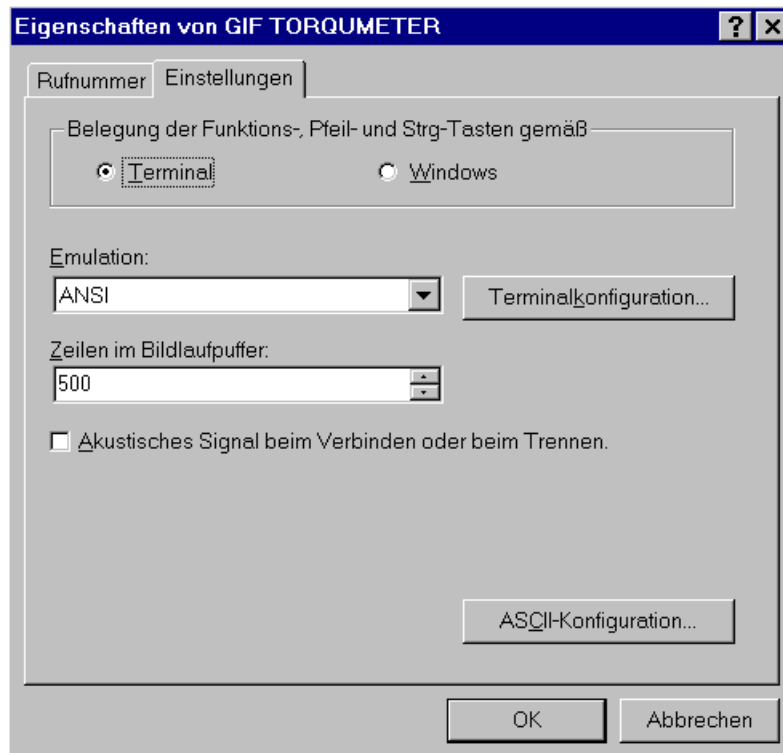 Eigenschaften von GIF TORQUMETER
Rufnummer Einstellungen
Belegung der Funktions-, Pfeil- und Strg-Tasten gemäß
Terminal Windows
Emulation:
ANSI Terminalkonfiguration...
Zeilen im Bildlaufpuffer:
500
Akustisches Signal beim Verbinden oder beim Trennen.
ASCII-Konfiguration...
OK Abbrechen